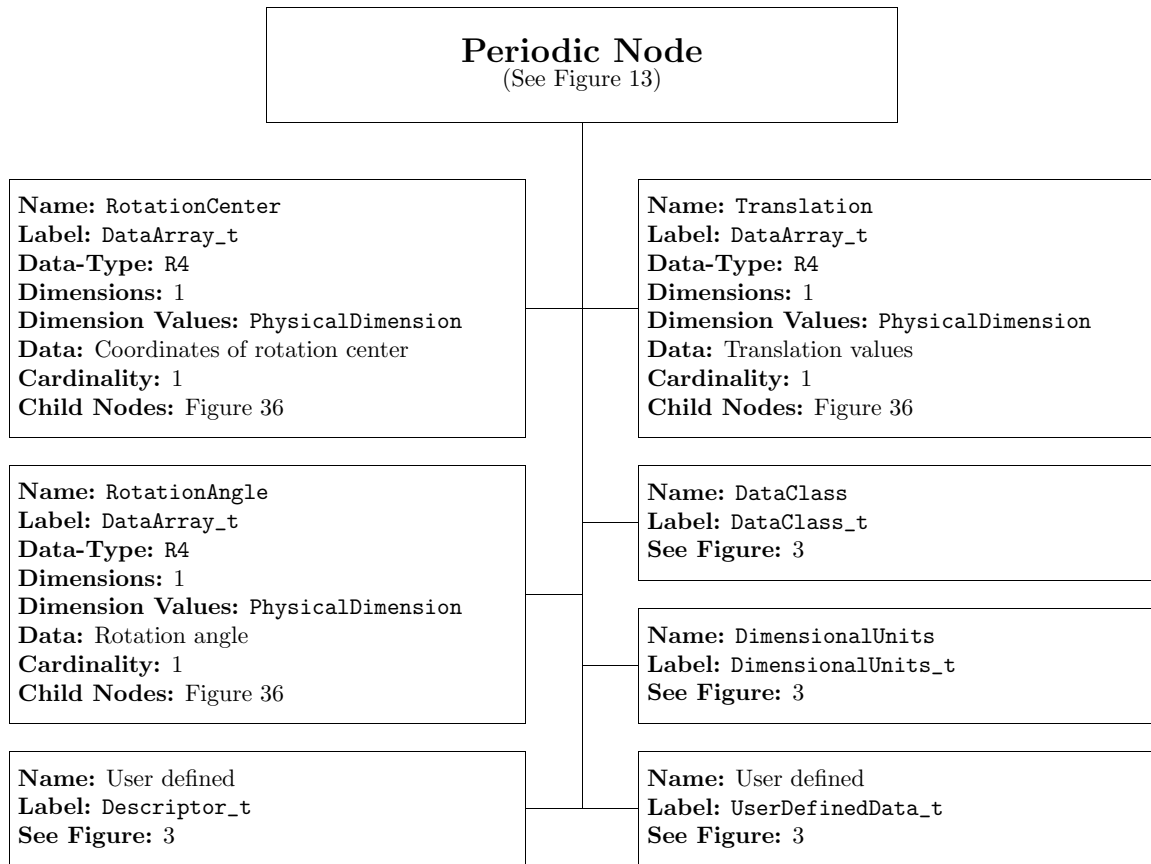 Periodic Node
(See Figure 13)
Name: RotationCenter
Label: DataArray_t
Data-Type: R4
Dimensions: 1
Dimension Values: PhysicalDimension
Data: Coordinates of rotation center
Cardinality: 1
Child Nodes: Figure 36
Name: Translation
Label: DataArray_t
Data-Type: R4
Dimensions: 1
Dimension Values: PhysicalDimension
Data: Translation values
Cardinality: 1
Child Nodes: Figure 36
Name: RotationAngle
Label: DataArray_t
Data-Type: R4
Dimensions: 1
Dimension Values: PhysicalDimension
Data: Rotation angle
Cardinality: 1
Child Nodes: Figure 36
Name: DataClass
Label: DataClass_t
See Figure: 3
Name: DimensionalUnits
Label: DimensionalUnits_t
See Figure: 3
Name: User defined
Label: Descriptor_t
See Figure: 3
Name: User defined
Label: UserDefinedData_t
See Figure: 3